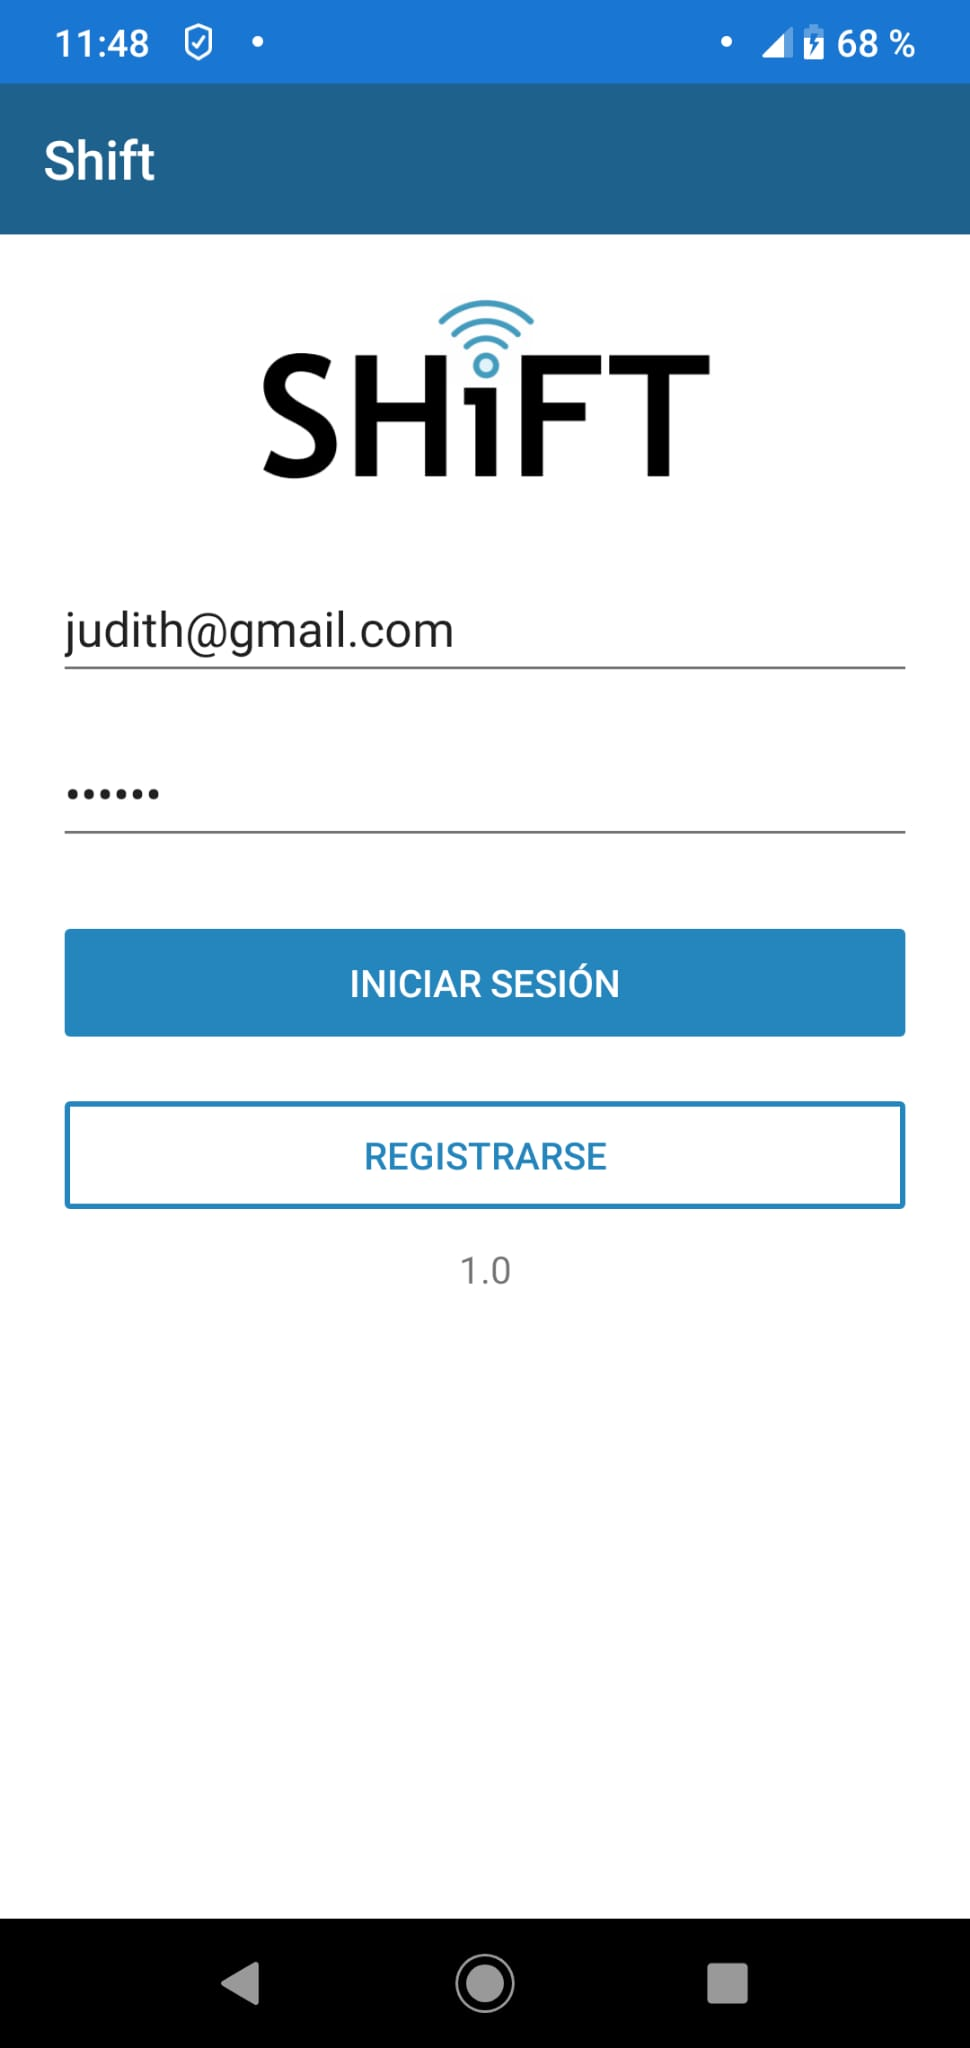 11:48
68 %
Shift
SHiFT
judith@gmail.com
••••••
INICIAR SESIÓN
REGISTRARSE
1.0